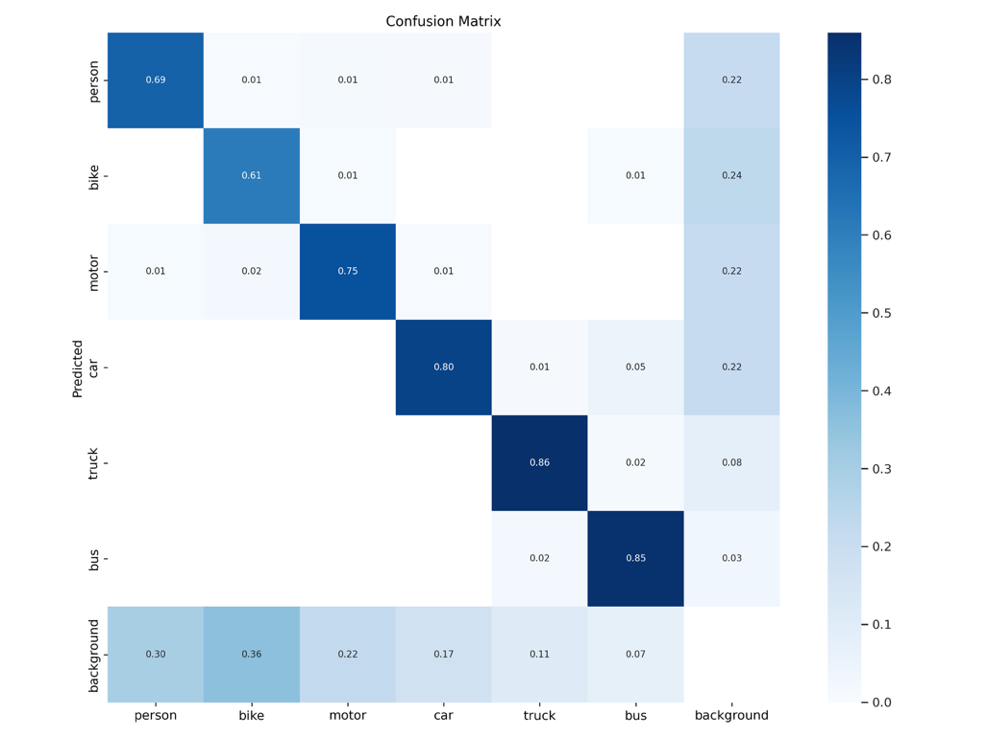 Confusion Matrix
person 0.69 0.01 0.01 0.01 0.22
bike 0.61 0.01 0.01 0.24
motor 0.01 0.02 0.75 0.01 0.22
Predicted
car 0.80 0.01 0.05 0.22
truck 0.86 0.02 0.08
bus 0.02 0.85 0.03
background 0.30 0.36 0.22 0.17 0.11 0.07
person bike motor car truck bus background
0.8
0.7
0.6
0.5
0.4
0.3
0.2
0.1
0.0